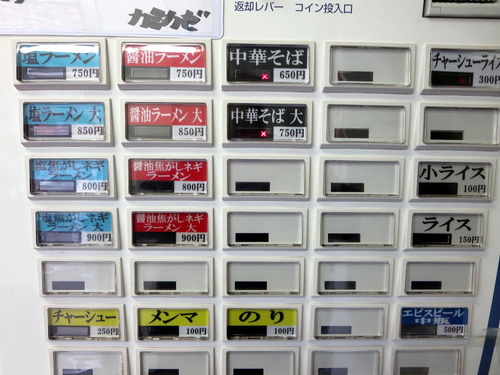 カミカゼ
返却レバー コイン投入口
塩ラーメン
750円
醤油ラーメン
750円
中華そば
650円
チャーシューライス
300円
塩ラーメン 大
850円
醤油ラーメン 大
850円
中華そば 大
750円
塩焦がしネギ
ラーメン
800円
醤油焦がしネギ
ラーメン
800円
小ライス
100円
塩焦がしネギ
ラーメン 大
900円
醤油焦がしネギ
ラーメン 大
900円
ライス
150円
チャーシュー
250円
メンマ
100円
のり
100円
エビスビール
中瓶
500円